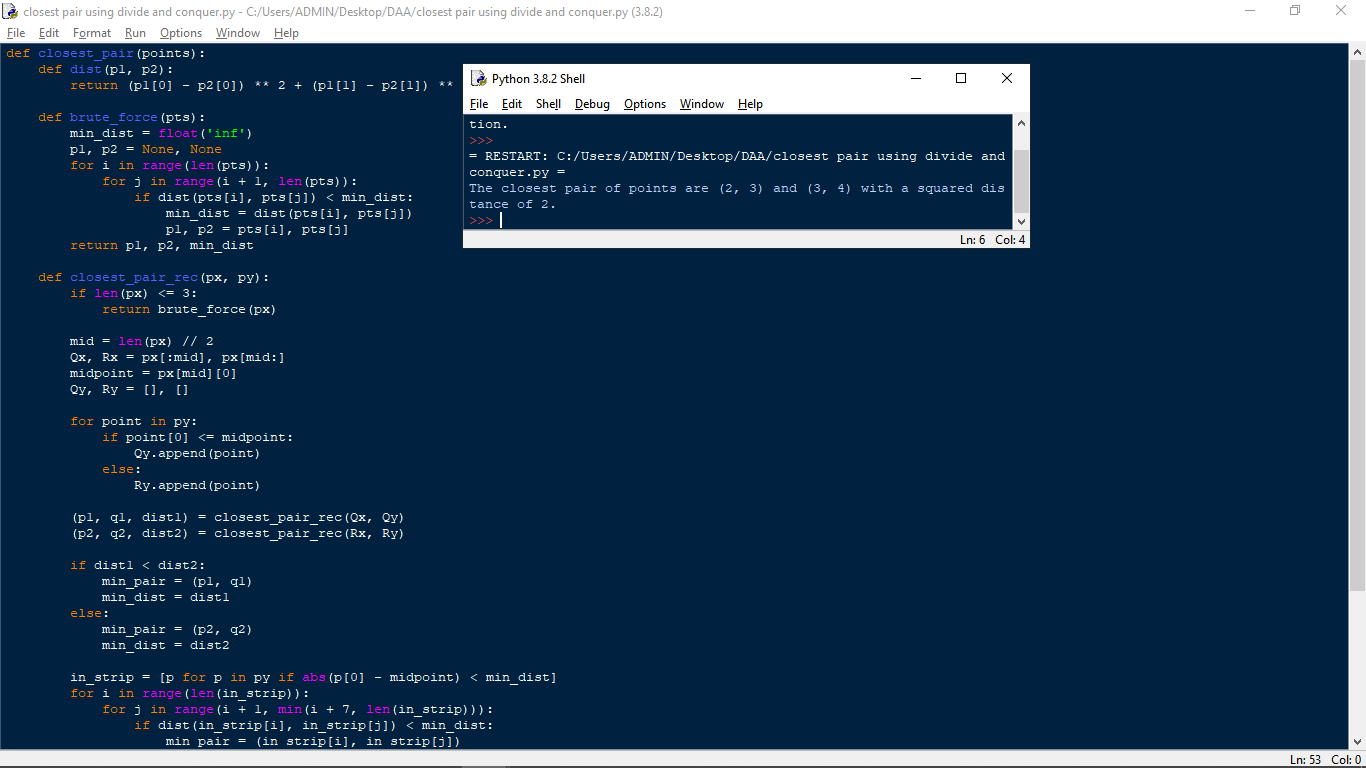 closest pair using divide and conquer.py - C:/Users/ADMIN/Desktop/DAA/closest pair using divide and conquer.py (3.8.2)
File Edit Format Run Options Window Help
def closest_pair(points):
    def dist(p1, p2):
        return (p1[0] - p2[0]) ** 2 + (p1[1] - p2[1]) **

    def brute_force(pts):
        min_dist = float('inf')
        p1, p2 = None, None
        for i in range(len(pts)):
            for j in range(i + 1, len(pts)):
                if dist(pts[i], pts[j]) < min_dist:
                    min_dist = dist(pts[i], pts[j])
                    p1, p2 = pts[i], pts[j]
        return p1, p2, min_dist

    def closest_pair_rec(px, py):
        if len(px) <= 3:
            return brute_force(px)

        mid = len(px) // 2
        Qx, Rx = px[:mid], px[mid:]
        midpoint = px[mid][0]
        Qy, Ry = [], []

        for point in py:
            if point[0] <= midpoint:
                Qy.append(point)
            else:
                Ry.append(point)

        (p1, q1, dist1) = closest_pair_rec(Qx, Qy)
        (p2, q2, dist2) = closest_pair_rec(Rx, Ry)

        if dist1 < dist2:
            min_pair = (p1, q1)
            min_dist = dist1
        else:
            min_pair = (p2, q2)
            min_dist = dist2

        in_strip = [p for p in py if abs(p[0] - midpoint) < min_dist]
        for i in range(len(in_strip)):
            for j in range(i + 1, min(i + 7, len(in_strip))):
                if dist(in_strip[i], in_strip[j]) < min_dist:
                    min_pair = (in_strip[i], in_strip[j])
Ln: 53 Col: 0
Python 3.8.2 Shell
File Edit Shell Debug Options Window Help
tion.
>>>
= RESTART: C:/Users/ADMIN/Desktop/DAA/closest pair using divide and
conquer.py =
The closest pair of points are (2, 3) and (3, 4) with a squared dis
tance of 2.
>>>
Ln: 6 Col: 4